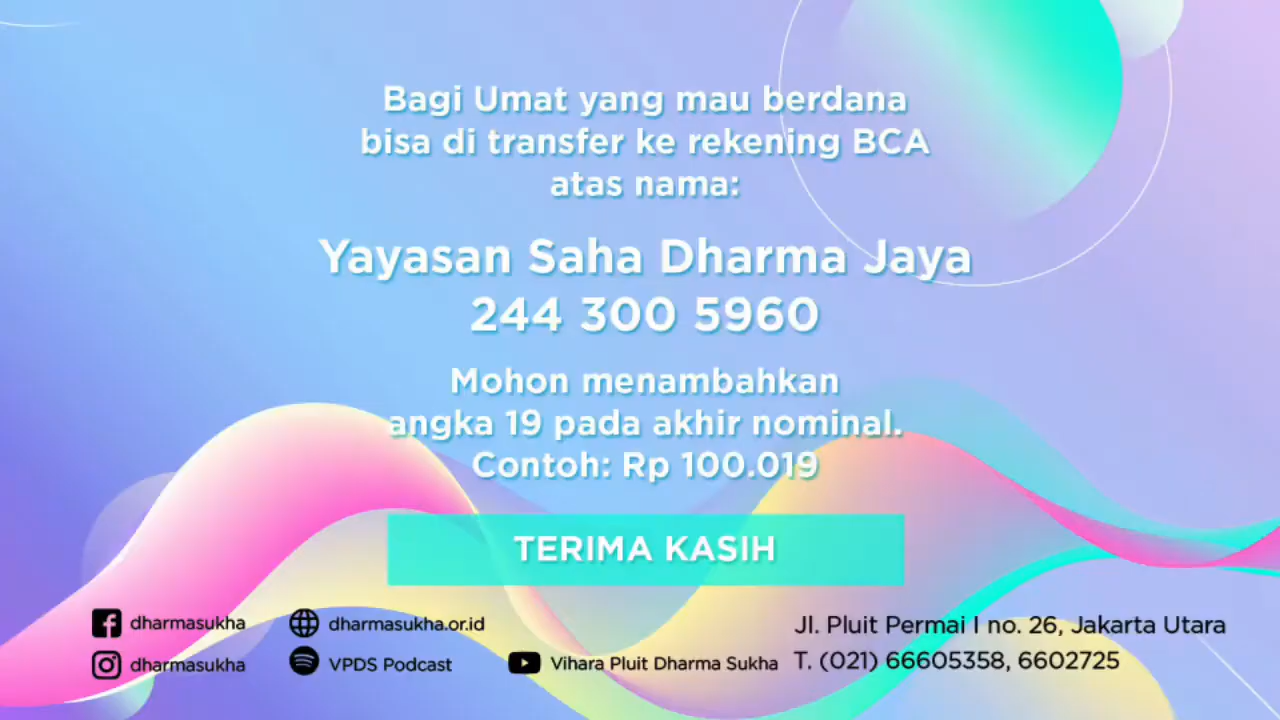 Bagi Umat yang mau berdana
bisa di transfer ke rekening BCA
atas nama:
Yayasan Saha Dharma Jaya
244 300 5960
Mohon menambahkan
angka 19 pada akhir nominal.
Contoh: Rp 100.019
TERIMA KASIH
dharmasukha
dharmasukha.or.id
dharmasukha
VPDS Podcast
Vihara Pluit Dharma Sukha
Jl. Pluit Permai I no. 26, Jakarta Utara
T. (021) 66605358, 6602725